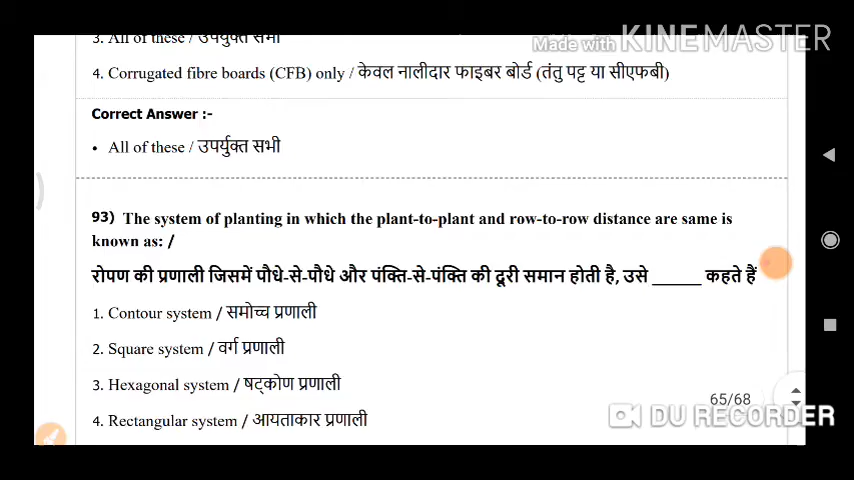 Made with KINEMASTER
3. All of these / उपर्युक्त सभी
4. Corrugated fibre boards (CFB) only / केवल नालीदार फाइबर बोर्ड (तंतु पट्ट या सीएफबी)
Correct Answer :-
• All of these / उपर्युक्त सभी
93) The system of planting in which the plant-to-plant and row-to-row distance are same is
known as: /
रोपण की प्रणाली जिसमें पौधे-से-पौधे और पंक्ति-से-पंक्ति की दूरी समान होती है, उसे ______ कहते हैं
1. Contour system / समोच्च प्रणाली
2. Square system / वर्ग प्रणाली
3. Hexagonal system / षट्कोण प्रणाली
65/68
4. Rectangular system / आयताकार प्रणाली
DU RECORDER